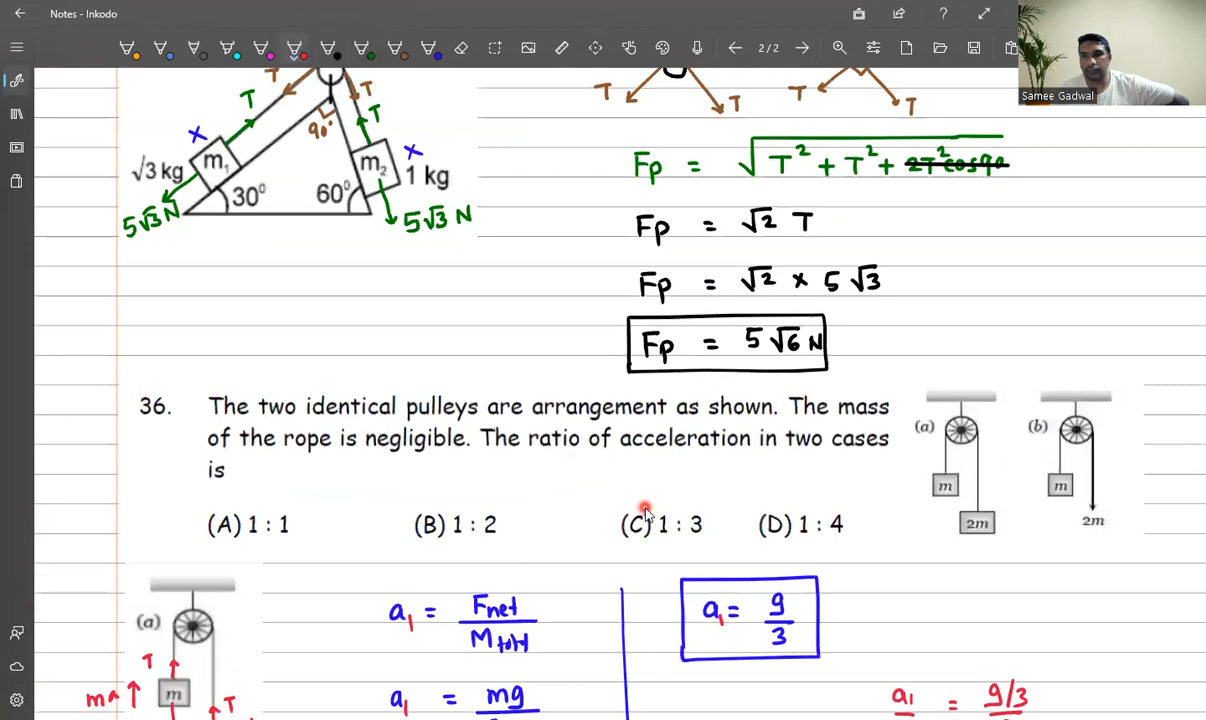 Notes - Inkodo
2/2
Samee Gadwal
T
T
T
T
90°
T
T
T
T
√3 kg
m₁
m₂
1 kg
30°
60°
5√3 N
5√3 N
Fp = √T² + T² + 2T²cos90
Fp = √2 T
Fp = √2 × 5 √3
Fp = 5 √6 N
36. The two identical pulleys are arrangement as shown. The mass
of the rope is negligible. The ratio of acceleration in two cases
is
(A) 1 : 1 (B) 1 : 2 (C) 1 : 3 (D) 1 : 4
(a)
m
2m
(b)
m
2m
(a)
T
ma
m
T
a₁ = Fnet / Mtotal
a₁ = mg
a₁ = g / 3
a₁ = g/3